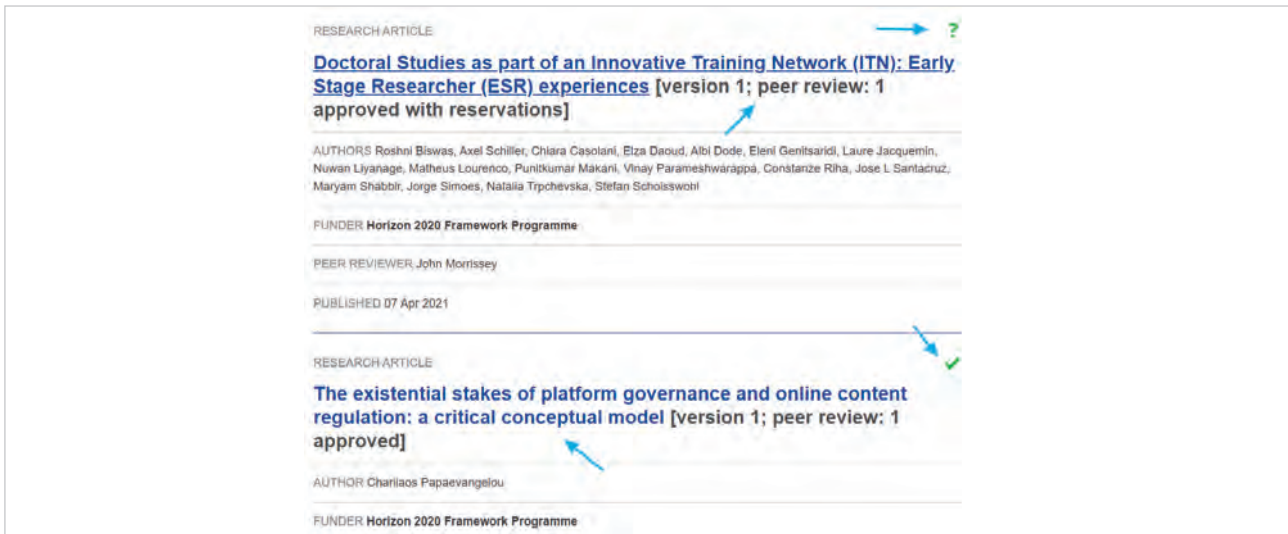 RESEARCH ARTICLE
?
Doctoral Studies as part of an Innovative Training Network (ITN): Early
Stage Researcher (ESR) experiences [version 1; peer review: 1
approved with reservations]
AUTHORS Roshni Biswas, Axel Schiller, Chiara Casolani, Elza Daoud, Albi Dode, Eleni Genitsaridi, Laure Jacquemin,
Nuwan Liyanage, Matheus Lourenco, Punitkumar Makani, Vinay Parameshwarappa, Constanze Riha, Jose L Santacruz,
Maryam Shabbir, Jorge Simoes, Natalia Trpchevska, Stefan Schoisswohl
FUNDER Horizon 2020 Framework Programme
PEER REVIEWER John Morrissey
PUBLISHED 07 Apr 2021
RESEARCH ARTICLE
The existential stakes of platform governance and online content
regulation: a critical conceptual model [version 1; peer review: 1
approved]
AUTHOR Charilaos Papaevangelou
FUNDER Horizon 2020 Framework Programme